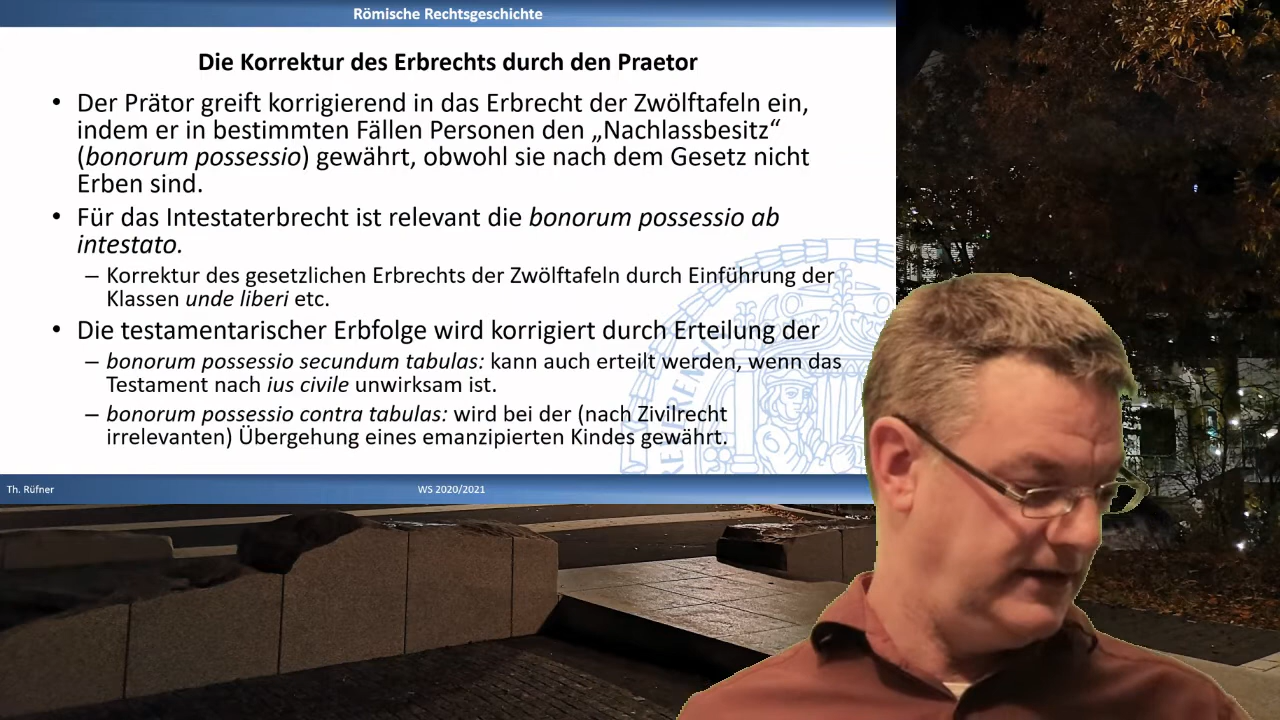 Römische Rechtsgeschichte
Die Korrektur des Erbrechts durch den Praetor
• Der Prätor greift korrigierend in das Erbrecht der Zwölftafeln ein,
indem er in bestimmten Fällen Personen den „Nachlassbesitz“
(bonorum possessio) gewährt, obwohl sie nach dem Gesetz nicht
Erben sind.
• Für das Intestaterbrecht ist relevant die bonorum possessio ab
intestato.
– Korrektur des gesetzlichen Erbrechts der Zwölftafeln durch Einführung der
Klassen unde liberi etc.
• Die testamentarischer Erbfolge wird korrigiert durch Erteilung der
– bonorum possessio secundum tabulas: kann auch erteilt werden, wenn das
Testament nach ius civile unwirksam ist.
– bonorum possessio contra tabulas: wird bei der (nach Zivilrecht
irrelevanten) Übergehung eines emanzipierten Kindes gewährt.
Th. Rüfner
WS 2020/2021